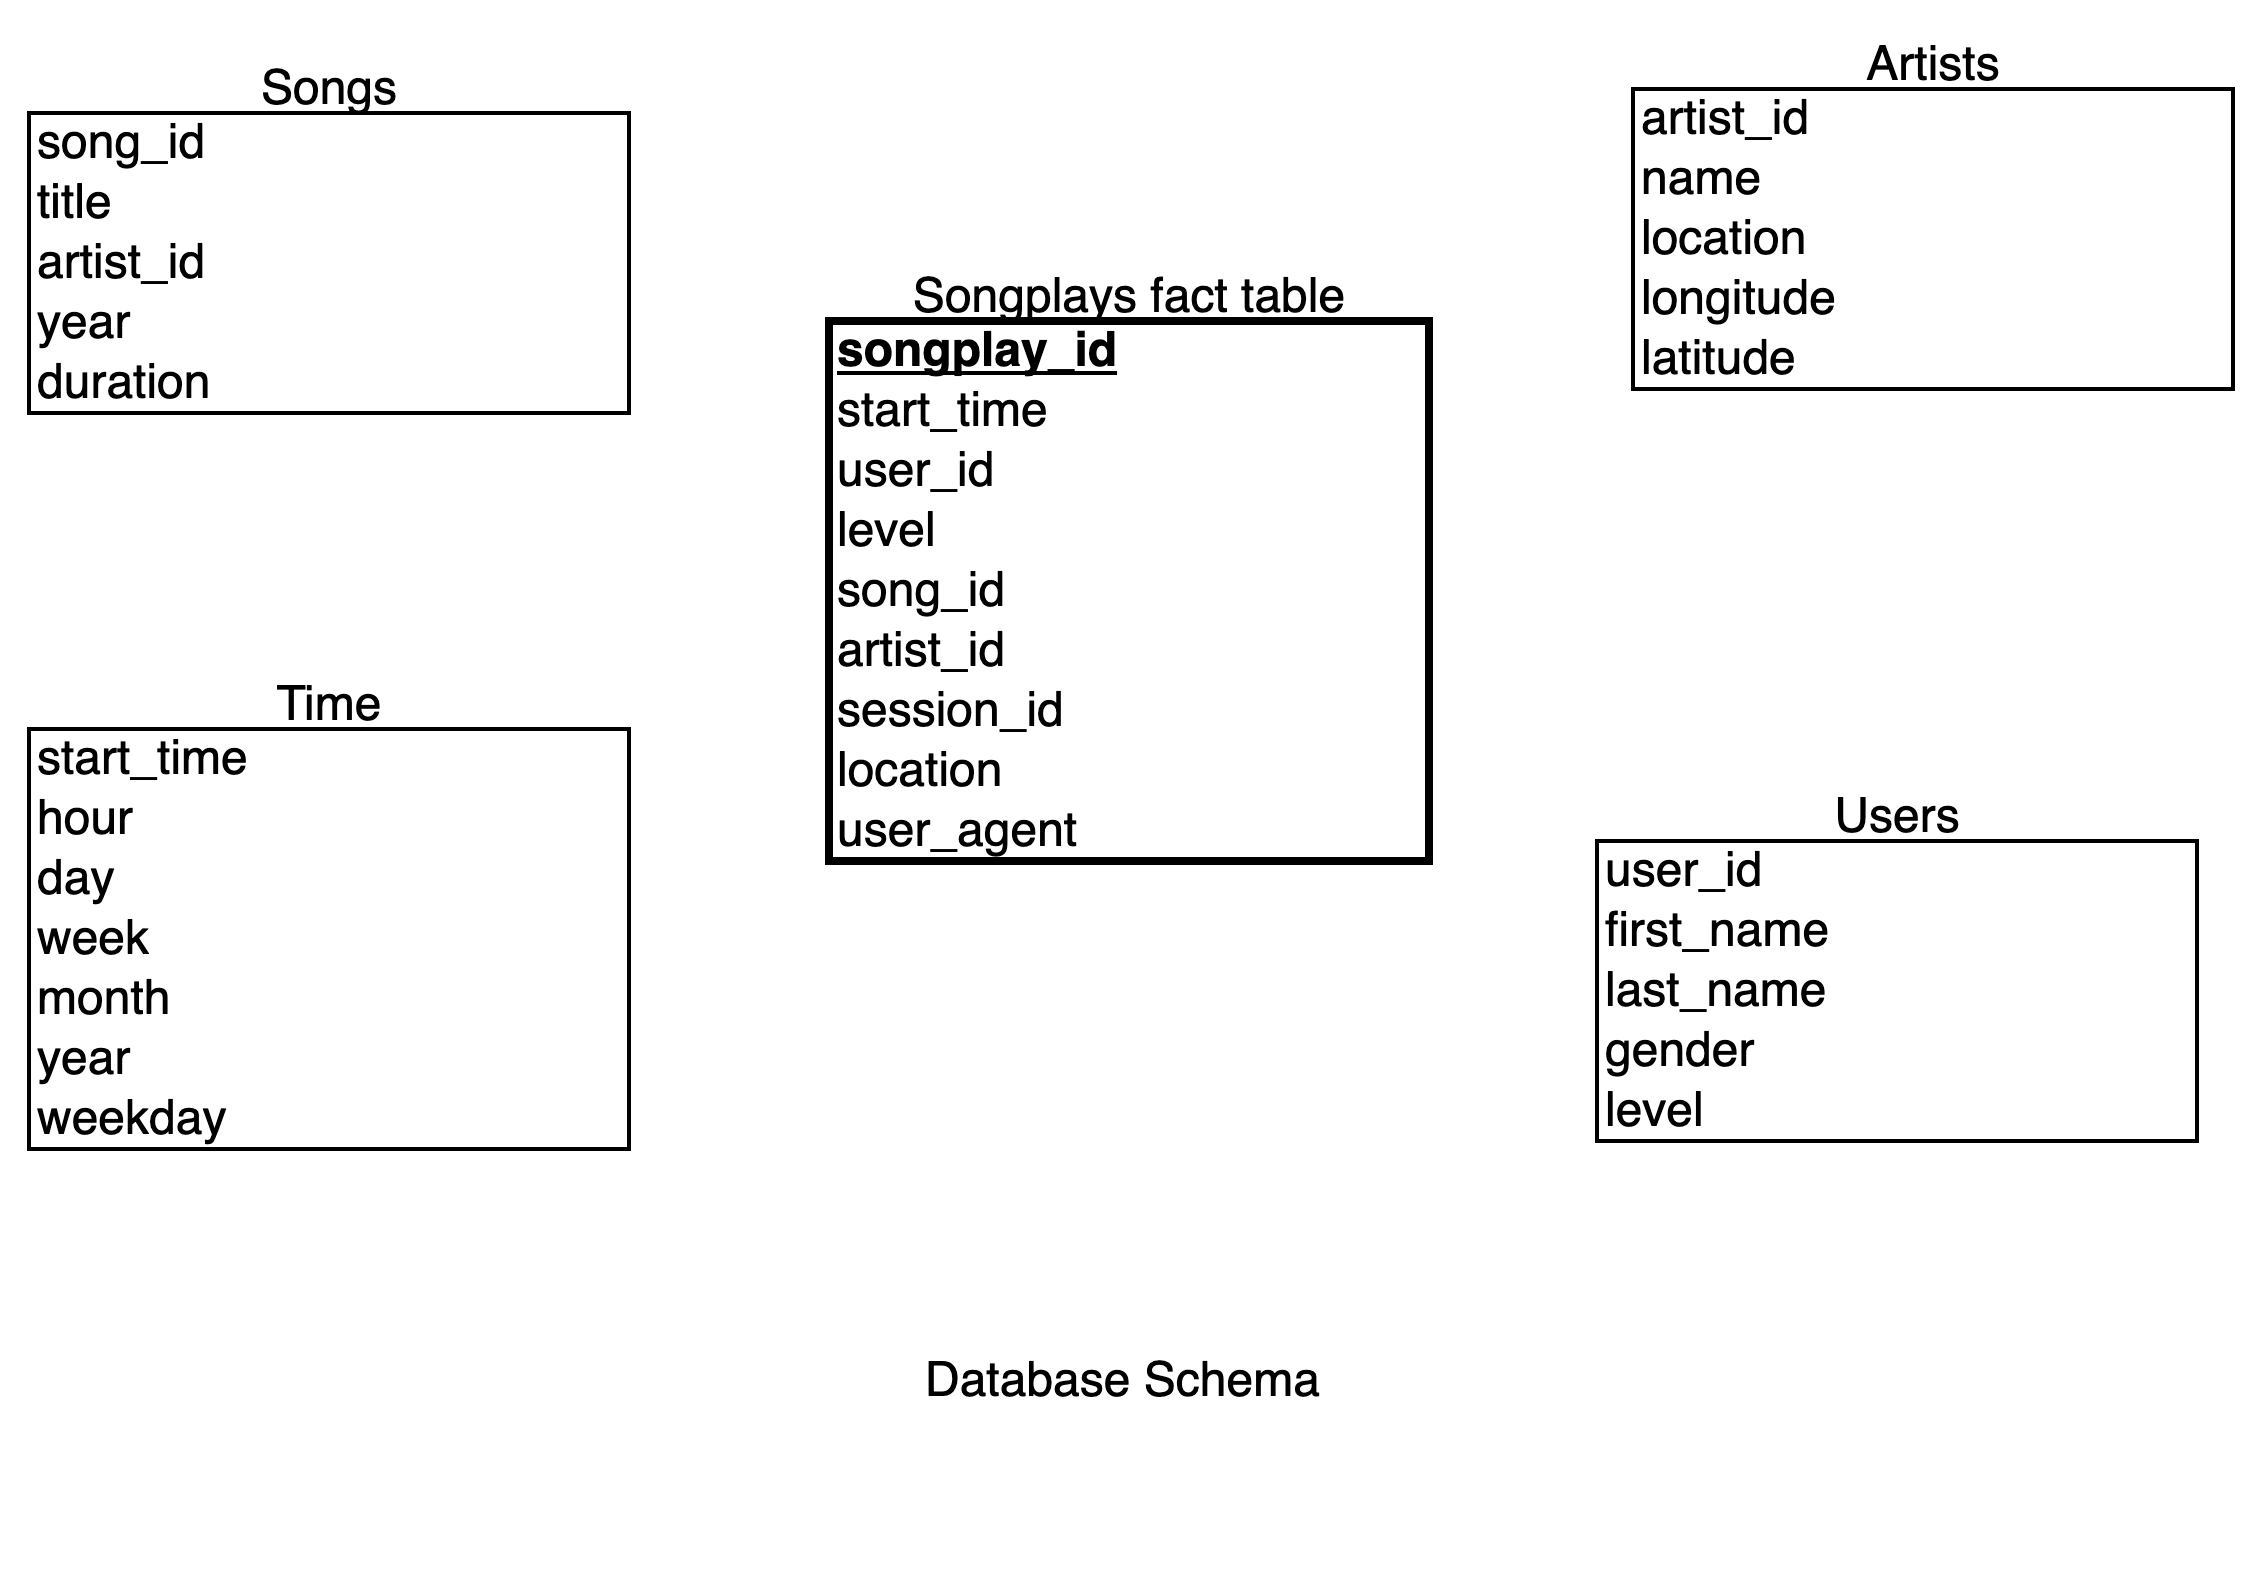 Songs
song_id
title
artist_id
year
duration
Artists
artist_id
name
location
longitude
latitude
Songplays fact table
songplay_id
start_time
user_id
level
song_id
artist_id
session_id
location
user_agent
Time
start_time
hour
day
week
month
year
weekday
Users
user_id
first_name
last_name
gender
level
Database Schema